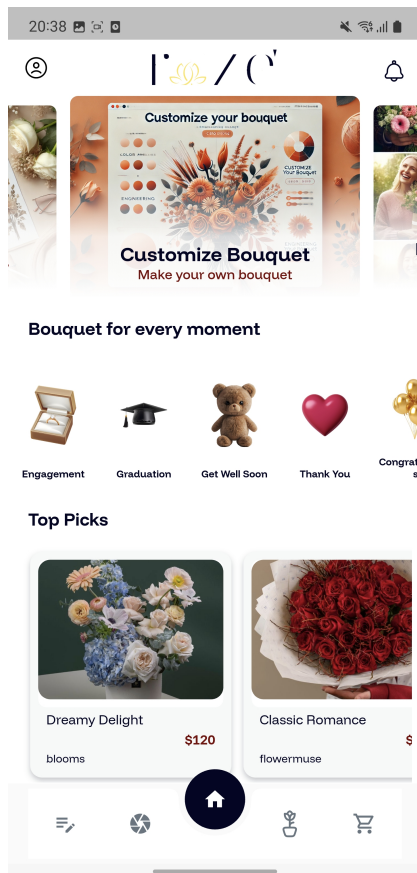 20:38
Customize your bouquet
CUSTOMIZE
Customize Bouquet
Make your own bouquet
Bouquet for every moment
Engagement
Graduation
Get Well Soon
Thank You
Top Picks
Dreamy Delight
Classic Romance
$120
blooms
flowermuse